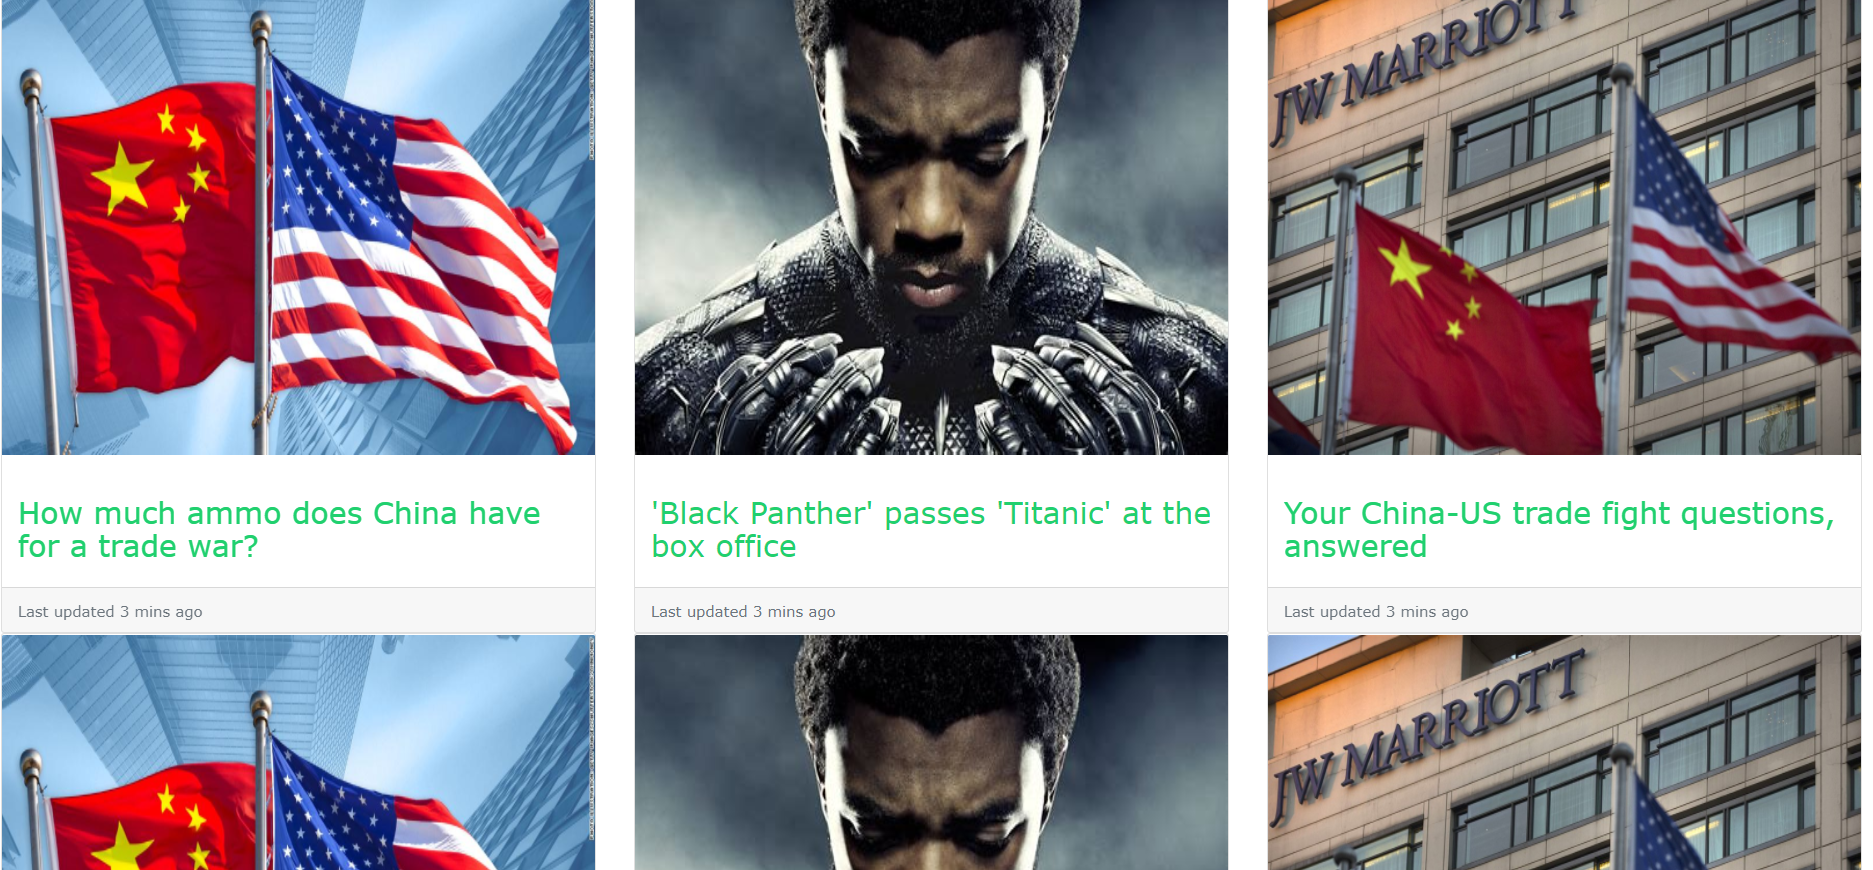 JW MARRIOTT
How much ammo does China have
for a trade war?
Last updated 3 mins ago
'Black Panther' passes 'Titanic' at the
box office
Last updated 3 mins ago
Your China-US trade fight questions,
answered
Last updated 3 mins ago
JW MARRIOTT